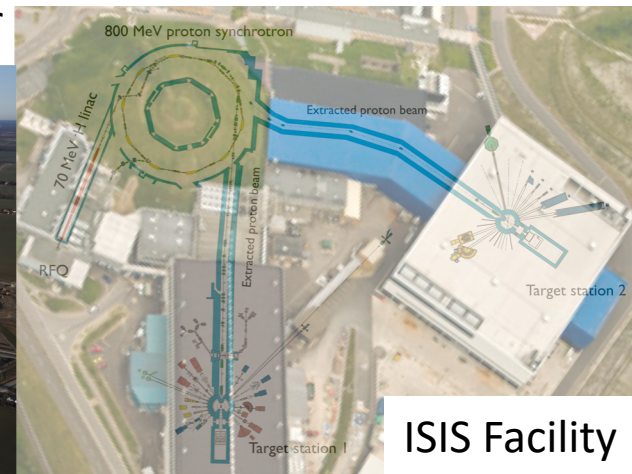 800 MeV proton synchrotron
70 MeV H⁻ linac
Extracted proton beam
Extracted proton beam
RFQ
Target station 2
Target station 1
ISIS Facility